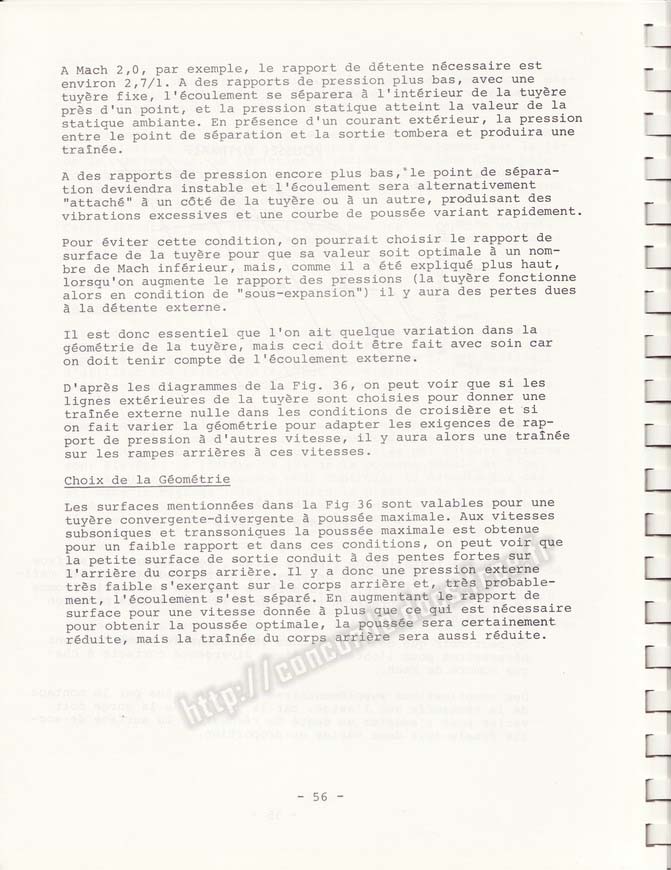 A Mach 2,0, par exemple, le rapport de détente nécessaire est
environ 2,7/1. A des rapports de pression plus bas, avec une
tuyère fixe, l'écoulement se séparera à l'intérieur de la tuyère
près d'un point, et la pression statique atteint la valeur de la
statique ambiante. En présence d'un courant extérieur, la pression
entre le point de séparation et la sortie tombera et produira une
traînée.
A des rapports de pression encore plus bas, le point de sépara-
tion deviendra instable et l'écoulement sera alternativement
"attaché" à un côté de la tuyère ou à un autre, produisant des
vibrations excessives et une courbe de poussée variant rapidement.
Pour éviter cette condition, on pourrait choisir le rapport de
surface de la tuyère pour que sa valeur soit optimale à un nom-
bre de Mach inférieur, mais, comme il a été expliqué plus haut,
lorsqu'on augmente le rapport des pressions (la tuyère fonctionne
alors en condition de "sous-expansion") il y aura des pertes dues
à la détente externe.
Il est donc essentiel que l'on ait quelque variation dans la
géométrie de la tuyère, mais ceci doit être fait avec soin car
on doit tenir compte de l'écoulement externe.
D'après les diagrammes de la Fig. 36, on peut voir que si les
lignes extérieures de la tuyère sont choisies pour donner une
traînée externe nulle dans les conditions de croisière et si
on fait varier la géométrie pour adapter les exigences de rap-
port de pression à d'autres vitesse, il y aura alors une traînée
sur les rampes arrières à ces vitesses.
Choix de la Géométrie
Les surfaces mentionnées dans la Fig 36 sont valables pour une
tuyère convergente-divergente à poussée maximale. Aux vitesses
subsoniques et transsoniques la poussée maximale est obtenue
pour un faible rapport et dans ces conditions, on peut voir que
la petite surface de sortie conduit à des pentes fortes sur
l'arrière du corps arrière. Il y a donc une pression externe
très faible s'exerçant sur le corps arrière et, très probable-
ment, l'écoulement s'est séparé. En augmentant le rapport de
surface pour une vitesse donnée à plus que ce qui est nécessaire
pour obtenir la poussée optimale, la poussée sera certainement
réduite, mais la traînée du corps arrière sera aussi réduite.
- 56 -